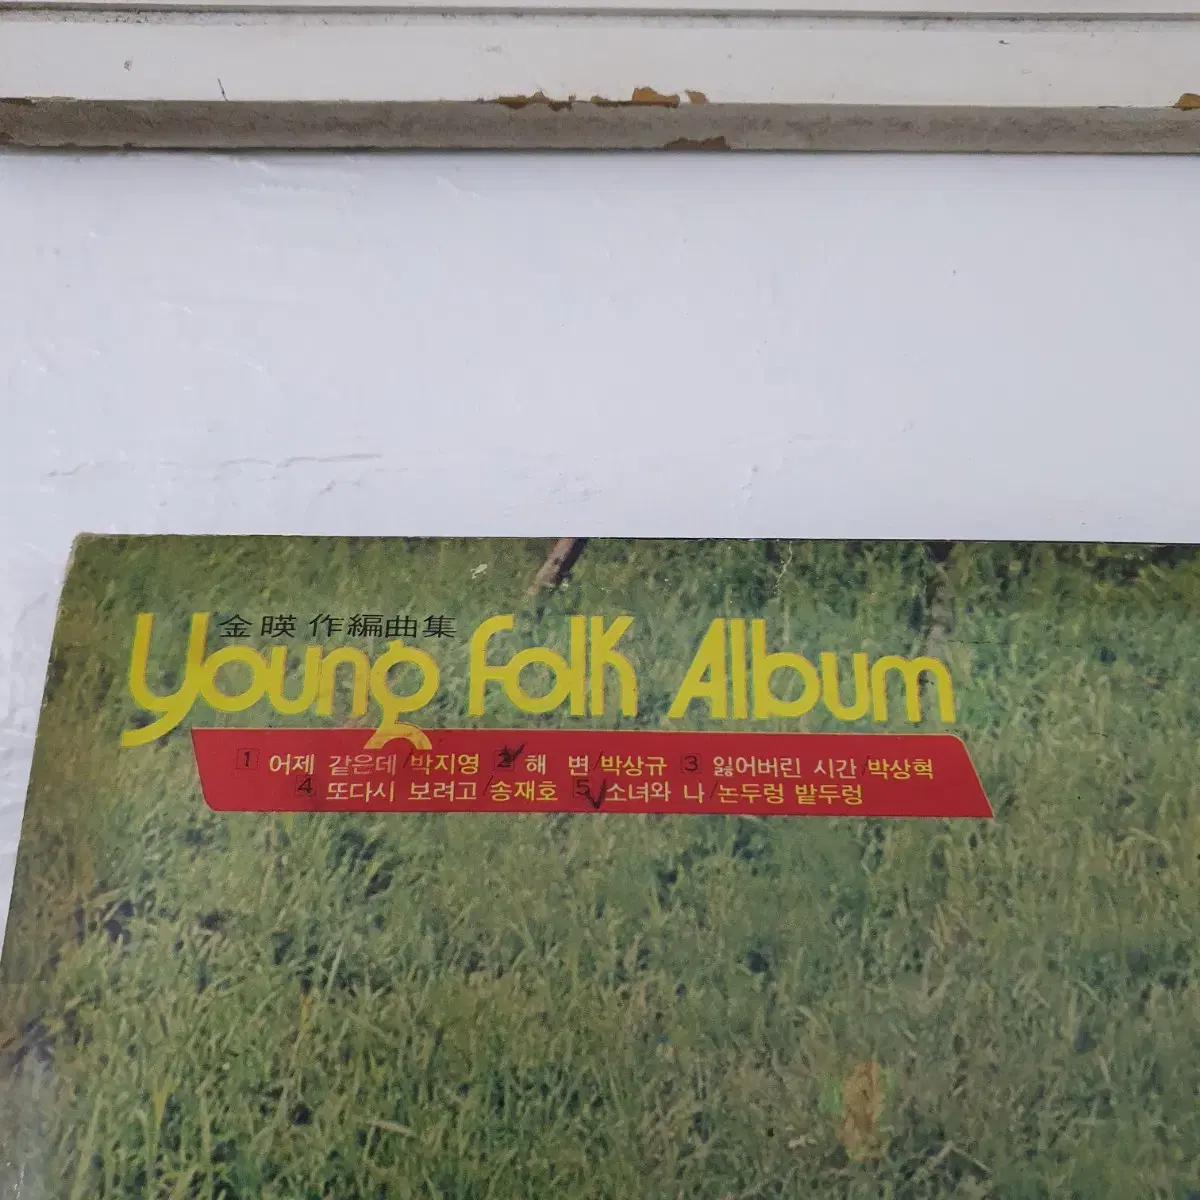 金 暎 作編曲集
Young Folk Album
1 어제 같은데/박지영 2 해 변/박상규 3 잃어버린 시간/박상혁
4 또다시 보려고/송재호 5 소녀와 나/논두렁 밭두렁